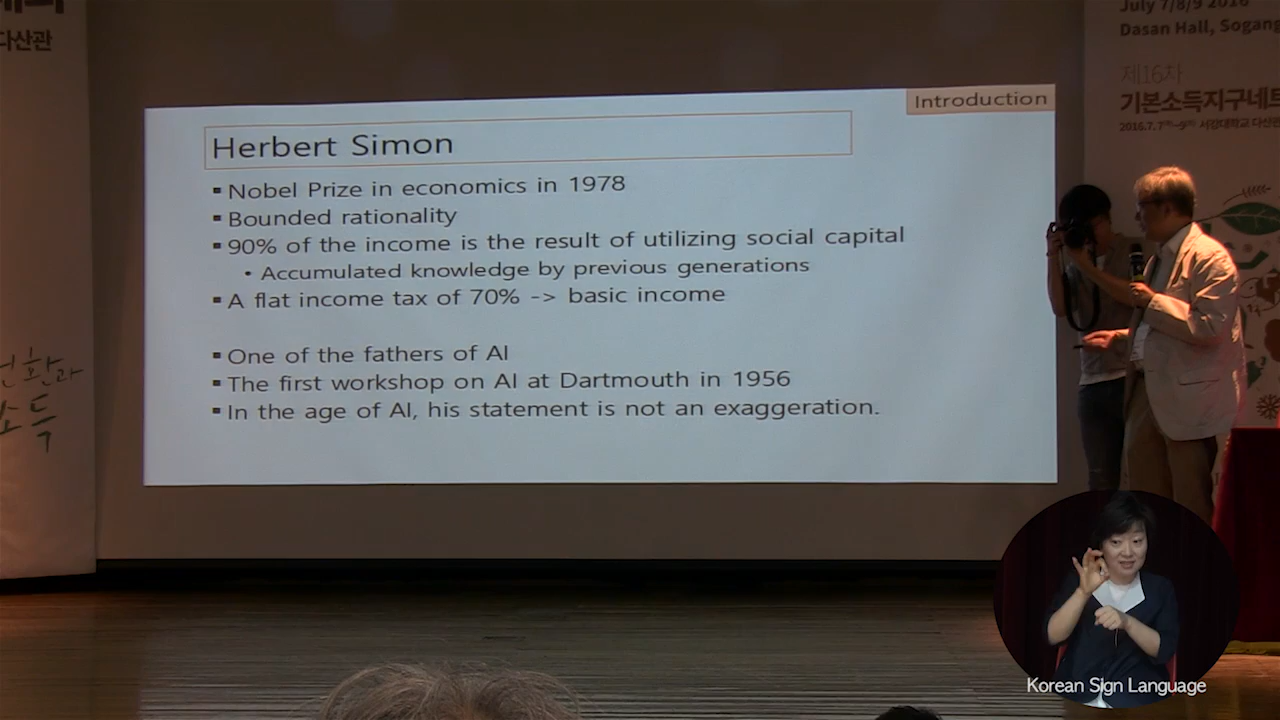 다산관
July 7/8/9 2016
Dasan Hall, Sogang
제16차
기본소득지구네트
2016.7.7 서강대학교 다산관
Introduction
Herbert Simon
▪ Nobel Prize in economics in 1978
▪ Bounded rationality
▪ 90% of the income is the result of utilizing social capital
• Accumulated knowledge by previous generations
▪ A flat income tax of 70% -> basic income
▪ One of the fathers of AI
▪ The first workshop on AI at Dartmouth in 1956
▪ In the age of AI, his statement is not an exaggeration.
전환과
소득
Korean Sign Language